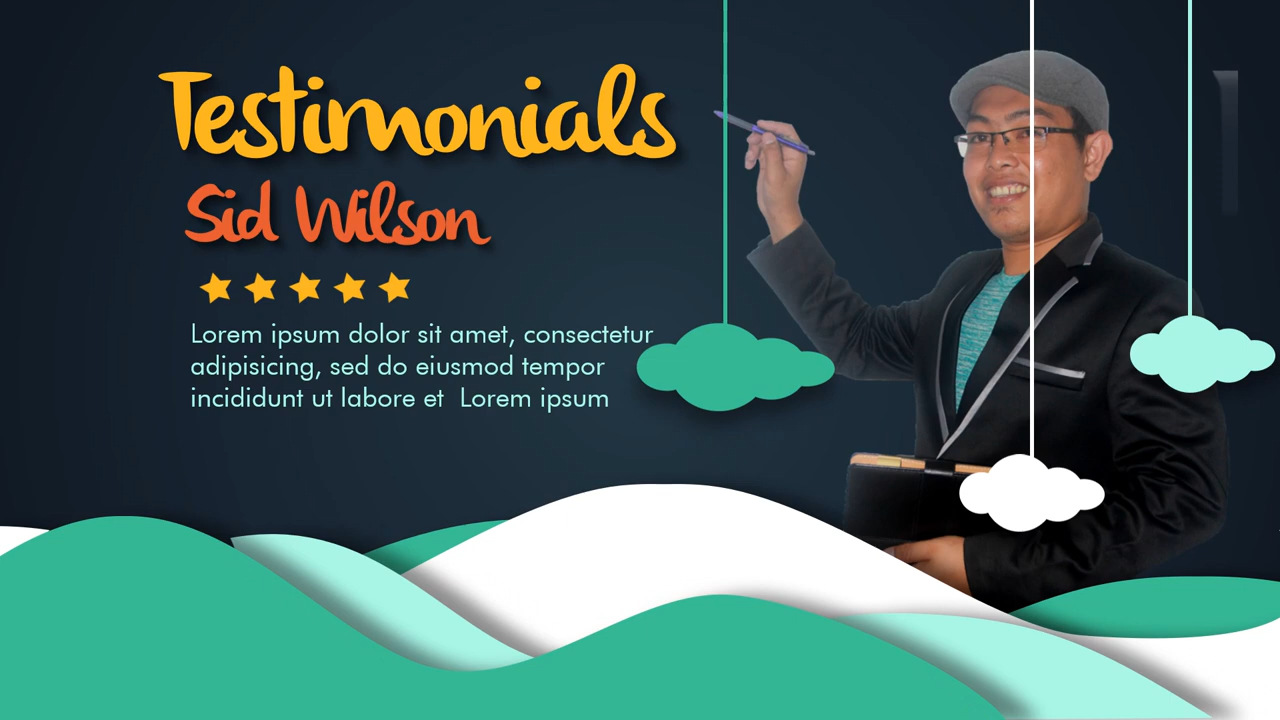 Testimonials
Sid Wilson
Lorem ipsum dolor sit amet, consectetur
adipisicing, sed do eiusmod tempor
incididunt ut labore et  Lorem ipsum